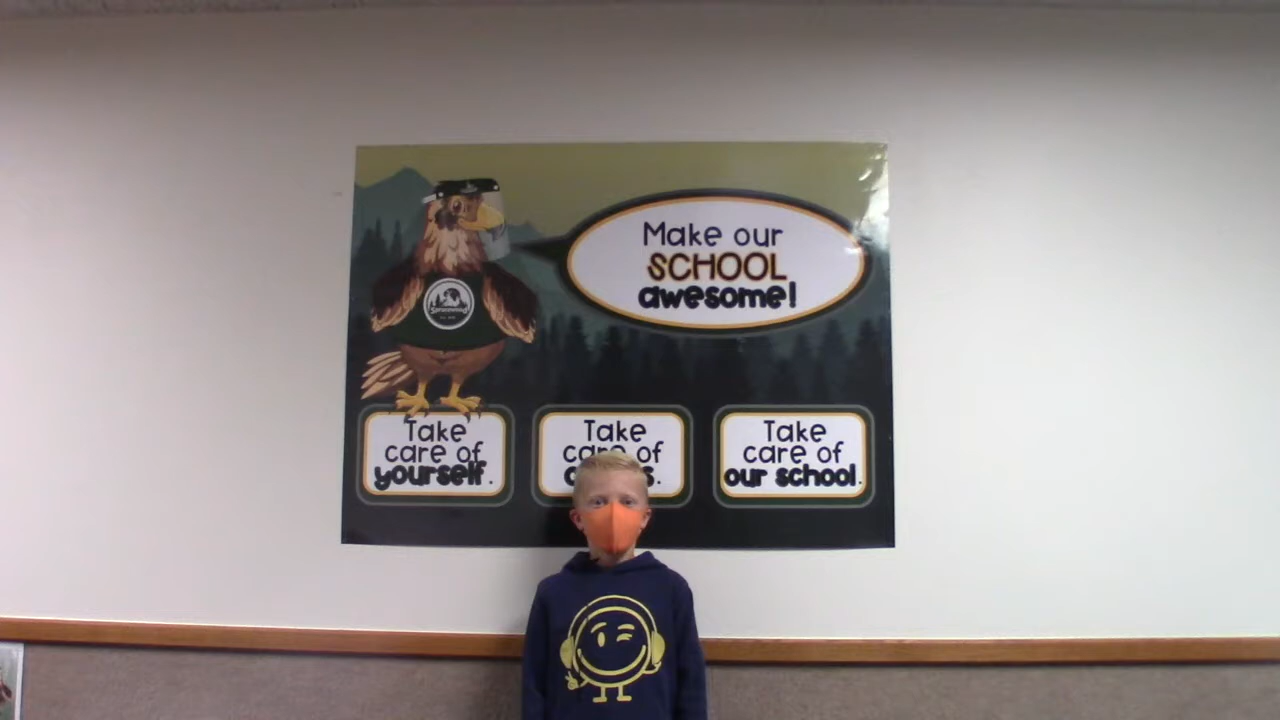 Make our
SCHOOL
awesome!
Take
care of
yourself.
Take
care of
Take
care of
our school.